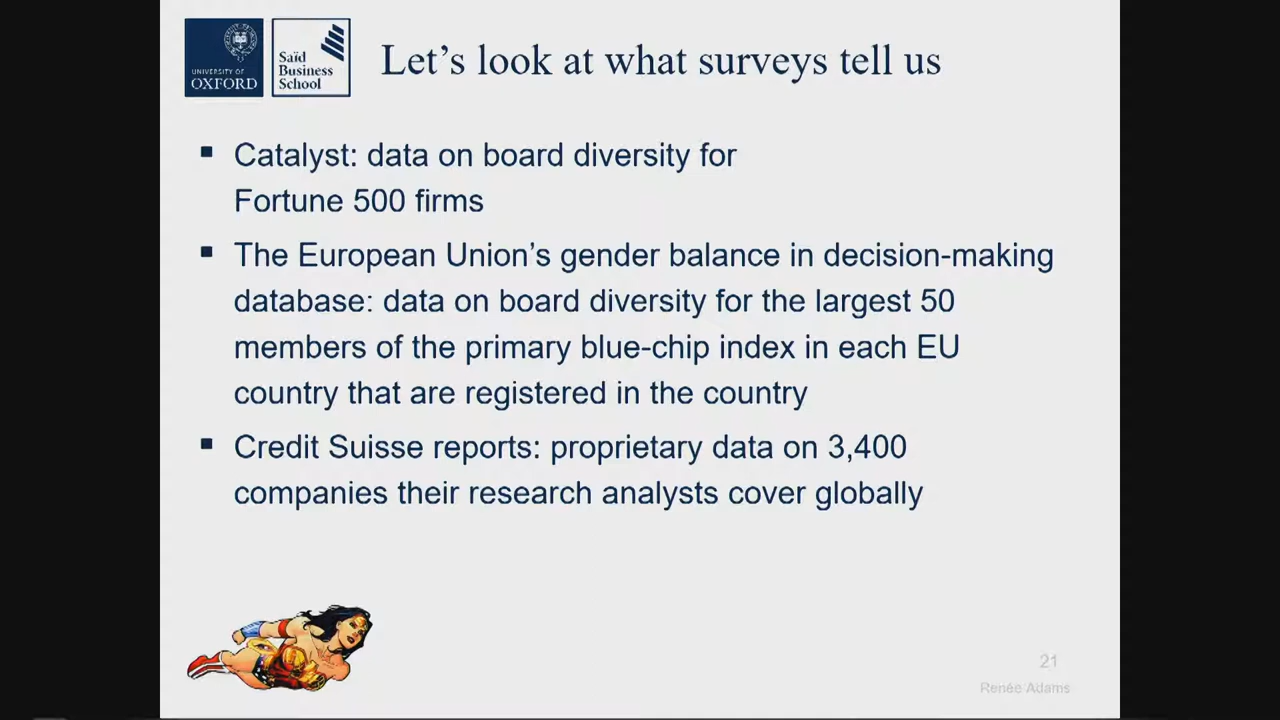 UNIVERSITY OF
OXFORD
Saïd
Business
School
Let's look at what surveys tell us
Catalyst: data on board diversity for
Fortune 500 firms
The European Union's gender balance in decision-making
database: data on board diversity for the largest 50
members of the primary blue-chip index in each EU
country that are registered in the country
Credit Suisse reports: proprietary data on 3,400
companies their research analysts cover globally
21
Renée Adams